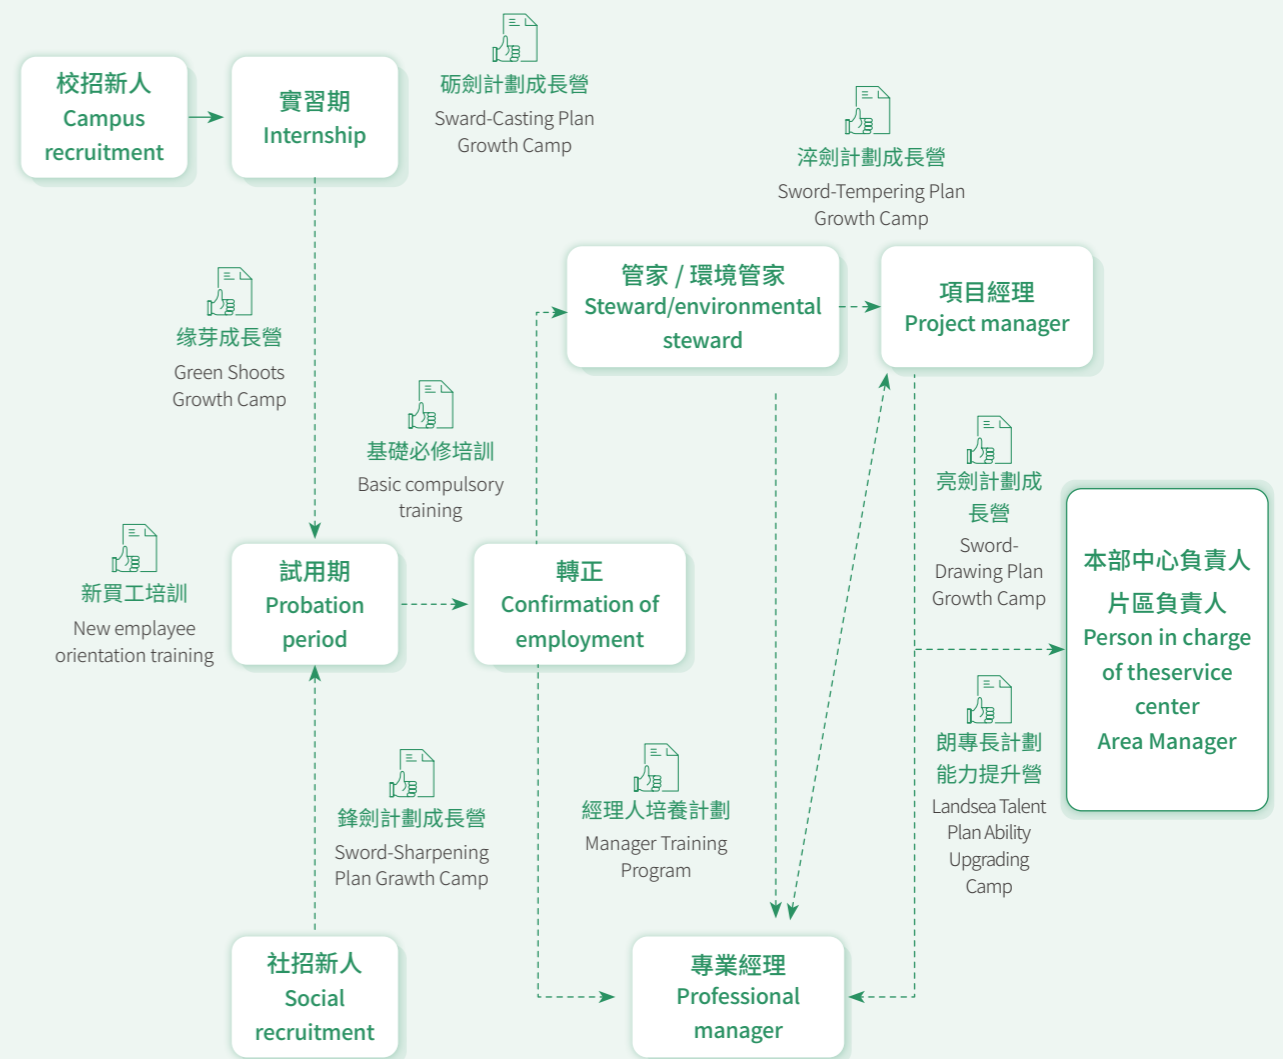 校招新人
Campus
recruitment
實習期
Internship
砺劍計劃成長營
Sward-Casting Plan
Growth Camp
淬劍計劃成長營
Sword-Tempering Plan
Growth Camp
缘芽成長營
Green Shoots
Growth Camp
管家 / 環境管家
Steward/environmental
steward
項目經理
Project manager
基礎必修培訓
Basic compulsory
training
亮劍計劃成
長營
Sword-
Drawing Plan
Growth Camp
新買工培訓
New employee
orientation training
試用期
Probation
period
轉正
Confirmation of
employment
本部中心負責人
片區負責人
Person in charge
of theservice
center
Area Manager
鋒劍計劃成長營
Sword-Sharpening
Plan Grawth Camp
經理人培養計劃
Manager Training
Program
朗專長計劃
能力提升營
Landsea Talent
Plan Ability
Upgrading
Camp
社招新人
Social
recruitment
專業經理
Professional
manager